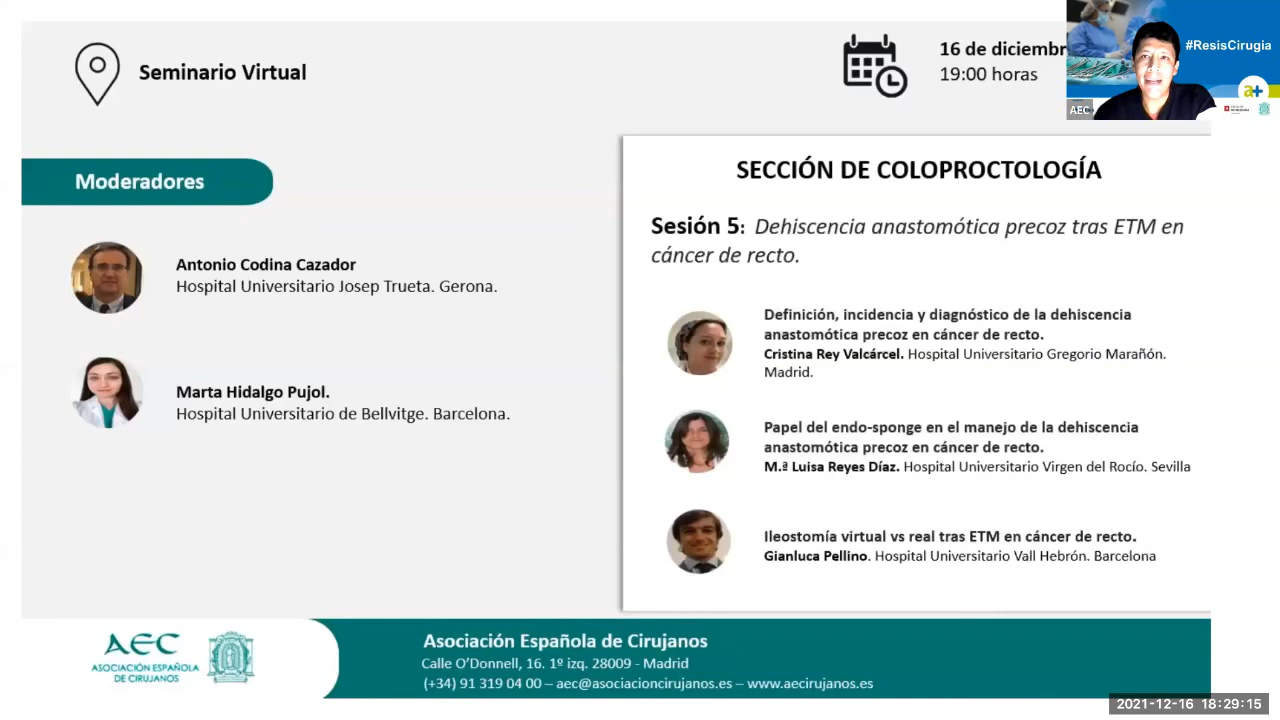 Seminario Virtual
16 de diciembr
19:00 horas
#ResisCirugia
a+
AEC
Moderadores
Antonio Codina Cazador
Hospital Universitario Josep Trueta. Gerona.
Marta Hidalgo Pujol.
Hospital Universitario de Bellvitge. Barcelona.
SECCIÓN DE COLOPROCTOLOGÍA
Sesión 5: Dehiscencia anastomótica precoz tras ETM en
cáncer de recto.
Definición, incidencia y diagnóstico de la dehiscencia
anastomótica precoz en cáncer de recto.
Cristina Rey Valcárcel. Hospital Universitario Gregorio Marañón.
Madrid.
Papel del endo-sponge en el manejo de la dehiscencia
anastomótica precoz en cáncer de recto.
M.ª Luisa Reyes Díaz. Hospital Universitario Virgen del Rocío. Sevilla
Ileostomía virtual vs real tras ETM en cáncer de recto.
Gianluca Pellino. Hospital Universitario Vall Hebrón. Barcelona
AEC
ASOCIACIÓN ESPAÑOLA
DE CIRUJANOS
Asociación Española de Cirujanos
Calle O’Donnell, 16. 1º izq. 28009 - Madrid
(+34) 91 319 04 00 – aec@asociacioncirujanos.es – www.aecirujanos.es
2021-12-16 18:29:15